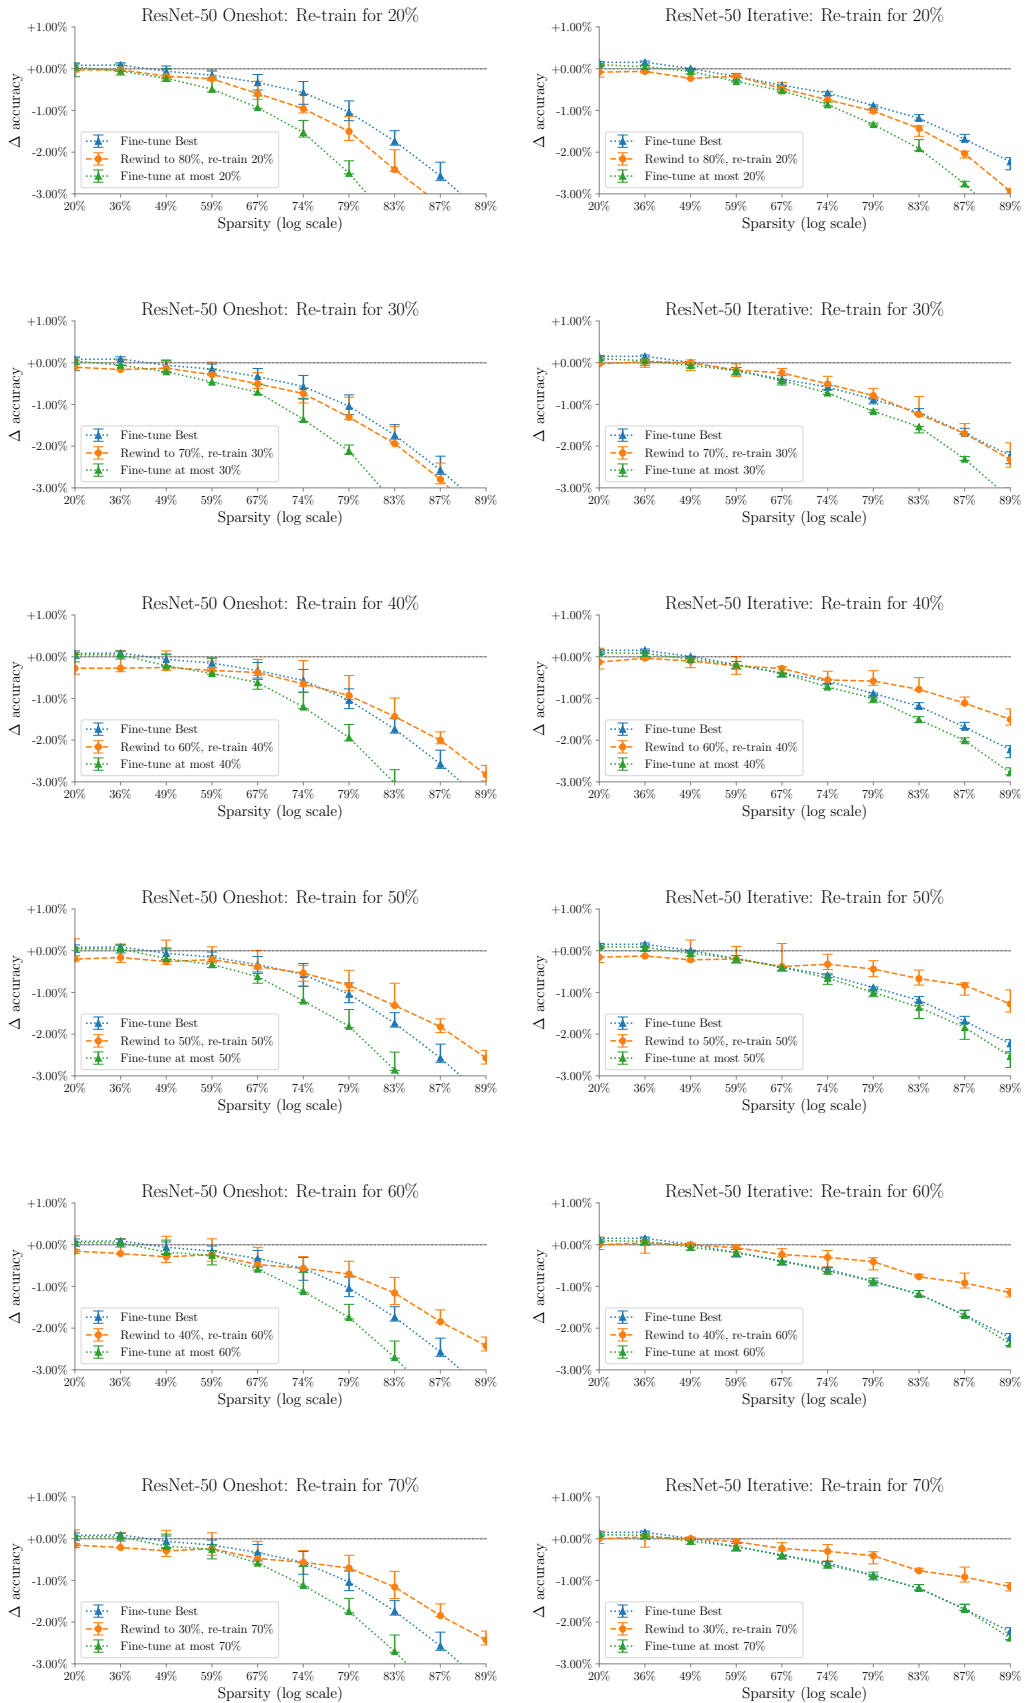 ResNet-50 Oneshot: Re-train for 20%
+1.00%
+0.00%
-1.00%
-2.00%
-3.00%
Δ accuracy
Fine-tune Best
Rewind to 80%, re-train 20%
Fine-tune at most 20%
20% 36% 49% 59% 67% 74% 79% 83% 87% 89%
Sparsity (log scale)
ResNet-50 Iterative: Re-train for 20%
+1.00%
+0.00%
-1.00%
-2.00%
-3.00%
Δ accuracy
Fine-tune Best
Rewind to 80%, re-train 20%
Fine-tune at most 20%
20% 36% 49% 59% 67% 74% 79% 83% 87% 89%
Sparsity (log scale)
ResNet-50 Oneshot: Re-train for 30%
+1.00%
+0.00%
-1.00%
-2.00%
-3.00%
Δ accuracy
Fine-tune Best
Rewind to 70%, re-train 30%
Fine-tune at most 30%
20% 36% 49% 59% 67% 74% 79% 83% 87% 89%
Sparsity (log scale)
ResNet-50 Iterative: Re-train for 30%
+1.00%
+0.00%
-1.00%
-2.00%
-3.00%
Δ accuracy
Fine-tune Best
Rewind to 70%, re-train 30%
Fine-tune at most 30%
20% 36% 49% 59% 67% 74% 79% 83% 87% 89%
Sparsity (log scale)
ResNet-50 Oneshot: Re-train for 40%
+1.00%
+0.00%
-1.00%
-2.00%
-3.00%
Δ accuracy
Fine-tune Best
Rewind to 60%, re-train 40%
Fine-tune at most 40%
20% 36% 49% 59% 67% 74% 79% 83% 87% 89%
Sparsity (log scale)
ResNet-50 Iterative: Re-train for 40%
+1.00%
+0.00%
-1.00%
-2.00%
-3.00%
Δ accuracy
Fine-tune Best
Rewind to 60%, re-train 40%
Fine-tune at most 40%
20% 36% 49% 59% 67% 74% 79% 83% 87% 89%
Sparsity (log scale)
ResNet-50 Oneshot: Re-train for 50%
+1.00%
+0.00%
-1.00%
-2.00%
-3.00%
Δ accuracy
Fine-tune Best
Rewind to 50%, re-train 50%
Fine-tune at most 50%
20% 36% 49% 59% 67% 74% 79% 83% 87% 89%
Sparsity (log scale)
ResNet-50 Iterative: Re-train for 50%
+1.00%
+0.00%
-1.00%
-2.00%
-3.00%
Δ accuracy
Fine-tune Best
Rewind to 50%, re-train 50%
Fine-tune at most 50%
20% 36% 49% 59% 67% 74% 79% 83% 87% 89%
Sparsity (log scale)
ResNet-50 Oneshot: Re-train for 60%
+1.00%
+0.00%
-1.00%
-2.00%
-3.00%
Δ accuracy
Fine-tune Best
Rewind to 40%, re-train 60%
Fine-tune at most 60%
20% 36% 49% 59% 67% 74% 79% 83% 87% 89%
Sparsity (log scale)
ResNet-50 Iterative: Re-train for 60%
+1.00%
+0.00%
-1.00%
-2.00%
-3.00%
Δ accuracy
Fine-tune Best
Rewind to 40%, re-train 60%
Fine-tune at most 60%
20% 36% 49% 59% 67% 74% 79% 83% 87% 89%
Sparsity (log scale)
ResNet-50 Oneshot: Re-train for 70%
+1.00%
+0.00%
-1.00%
-2.00%
-3.00%
Δ accuracy
Fine-tune Best
Rewind to 30%, re-train 70%
Fine-tune at most 70%
20% 36% 49% 59% 67% 74% 79% 83% 87% 89%
Sparsity (log scale)
ResNet-50 Iterative: Re-train for 70%
+1.00%
+0.00%
-1.00%
-2.00%
-3.00%
Δ accuracy
Fine-tune Best
Rewind to 30%, re-train 70%
Fine-tune at most 70%
20% 36% 49% 59% 67% 74% 79% 83% 87% 89%
Sparsity (log scale)